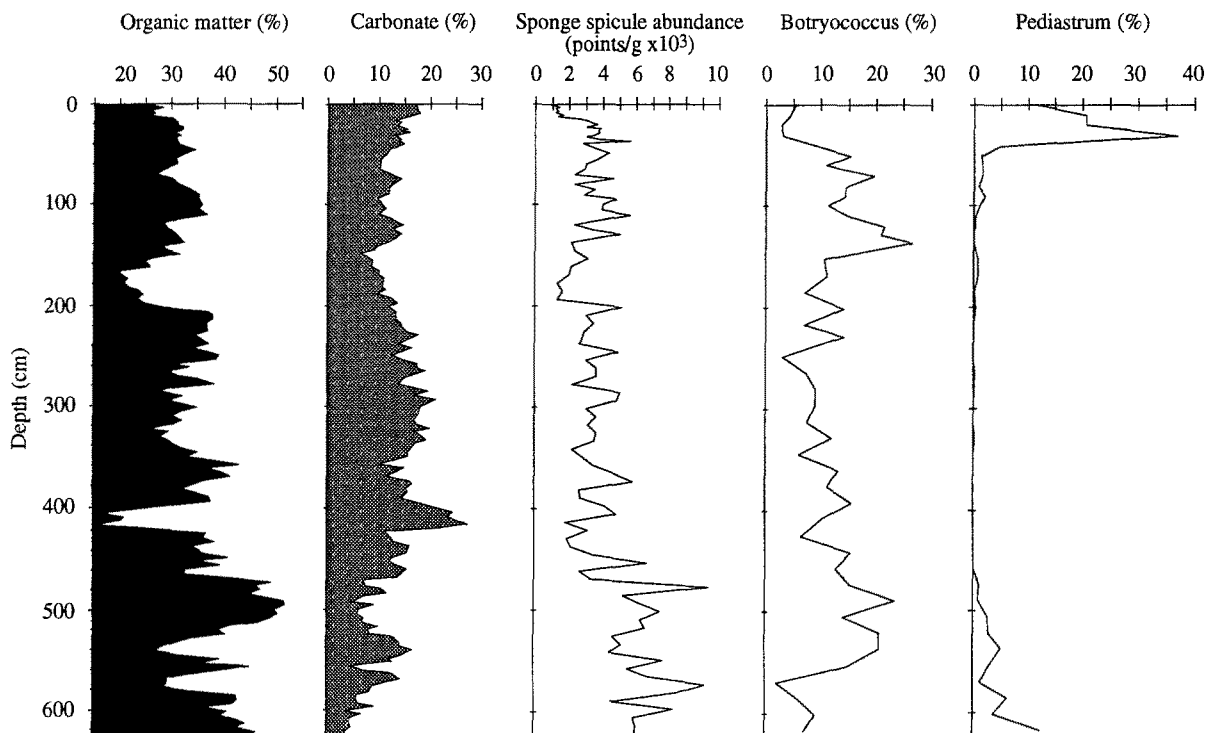 Organic matter (%) Carbonate (%) Sponge spicule abundance Botryococcus (%) Pediastrum (%)
(points/g x10³)
20 30 40 50 0 10 20 30 0 2 4 6 8 10 0 10 20 30 0 10 20 30 40
0
100
200
300
400
500
600
Depth (cm)